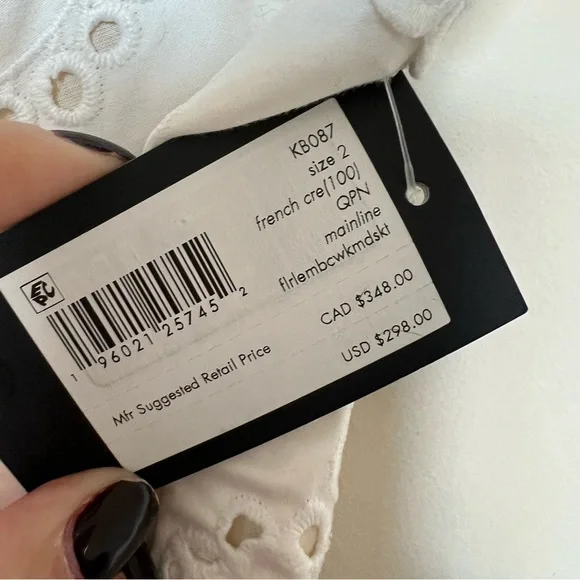 KB087
size 2
french cre(100)
QPN
mainline
flrlembcwkmdskt
CAD $348.00
USD $298.00
1 96021 25745 2
Mfr Suggested Retail Price